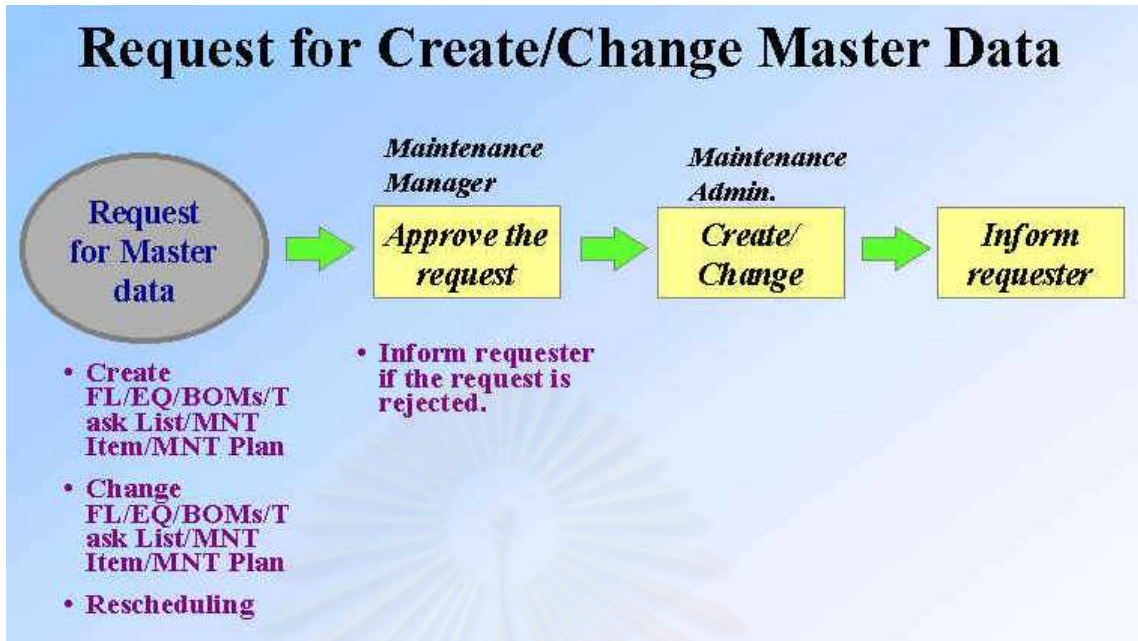 Request for Create/Change Master Data
Request
for Master
data
Maintenance
Manager
Approve the
request
Maintenance
Admin.
Create/
Change
Inform
requester
• Create
FL/EQ/BOMs/T
ask List/MNT
Item/MNT Plan
• Change
FL/EQ/BOMs/T
ask List/MNT
Item/MNT Plan
• Rescheduling
• Inform requester
if the request is
rejected.